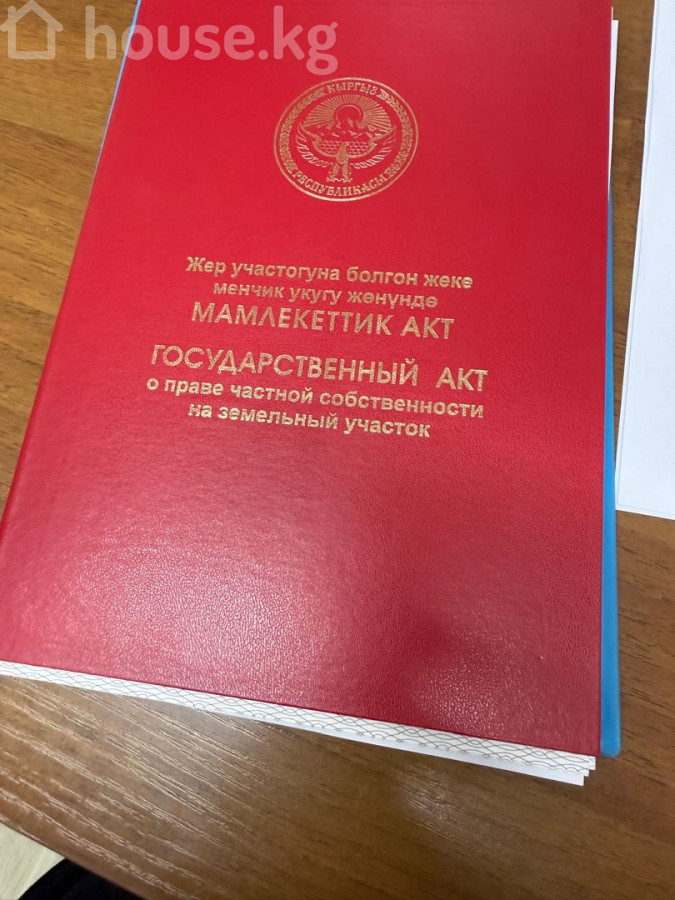 house.kg
КЫРГЫЗ
РЕСПУБЛИКАСЫ
Жер участогуна болгон жеке
менчик укугу жөнүндө
МАМЛЕКЕТТИК АКТ
ГОСУДАРСТВЕННЫЙ АКТ
о праве частной собственности
на земельный участок